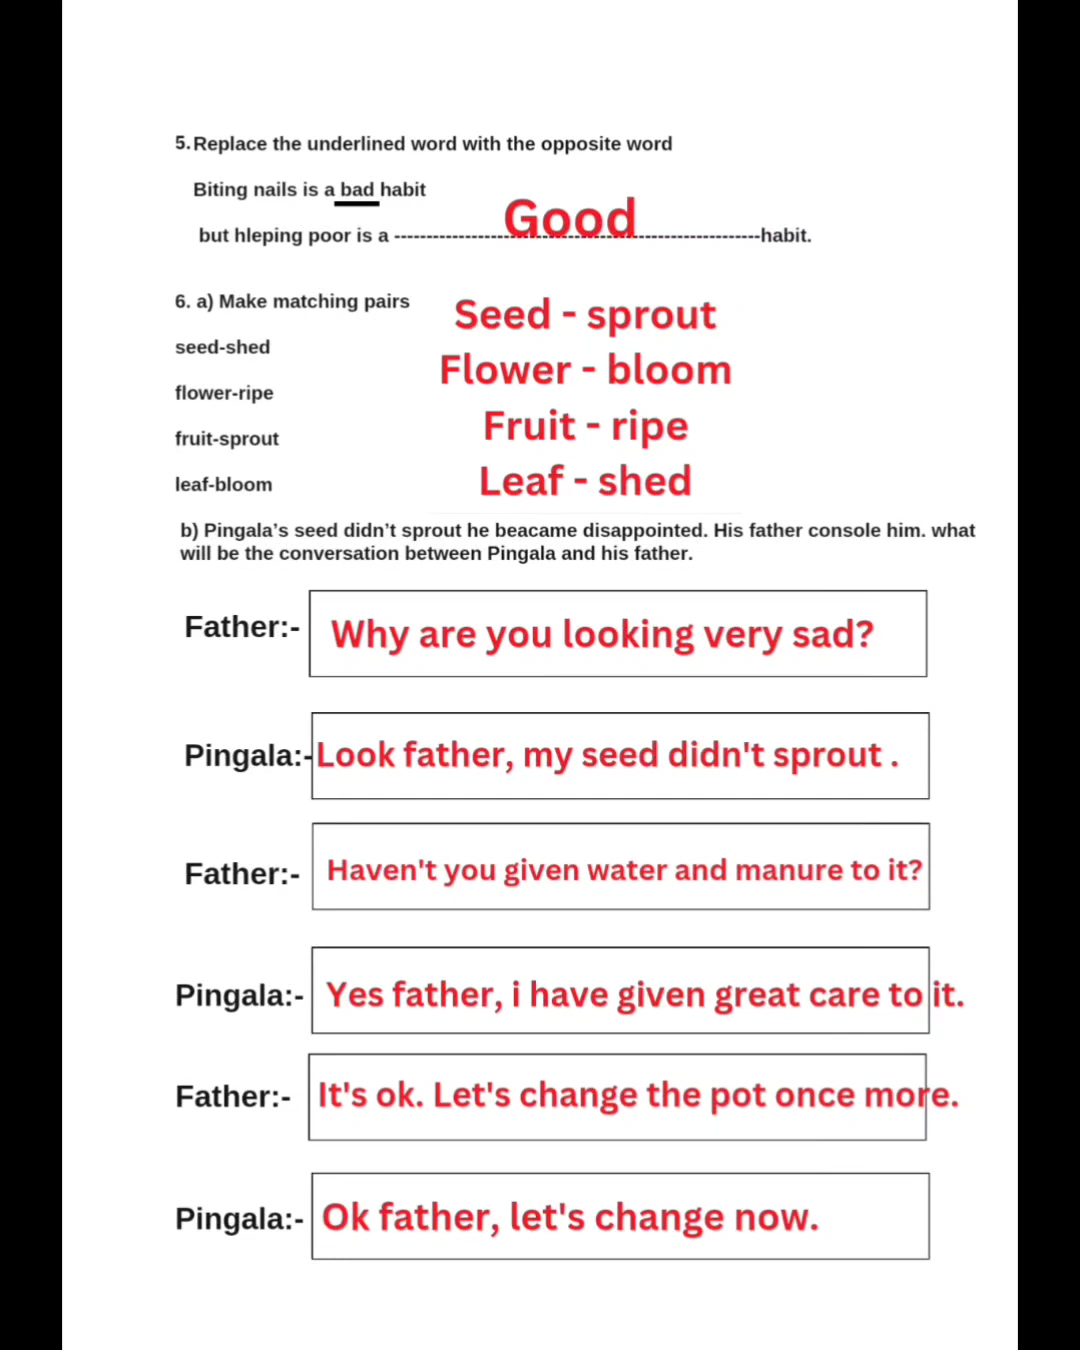 5. Replace the underlined word with the opposite word
Biting nails is a bad habit
but hleping poor is a -------------------Good-------------------habit.
6. a) Make matching pairs
seed-shed
flower-ripe
fruit-sprout
leaf-bloom
Seed - sprout
Flower - bloom
Fruit - ripe
Leaf - shed
b) Pingala’s seed didn’t sprout he beacame disappointed. His father console him. what
will be the conversation between Pingala and his father.
Father:- Why are you looking very sad?
Pingala:- Look father, my seed didn't sprout .
Father:- Haven't you given water and manure to it?
Pingala:- Yes father, i have given great care to it.
Father:- It's ok. Let's change the pot once more.
Pingala:- Ok father, let's change now.